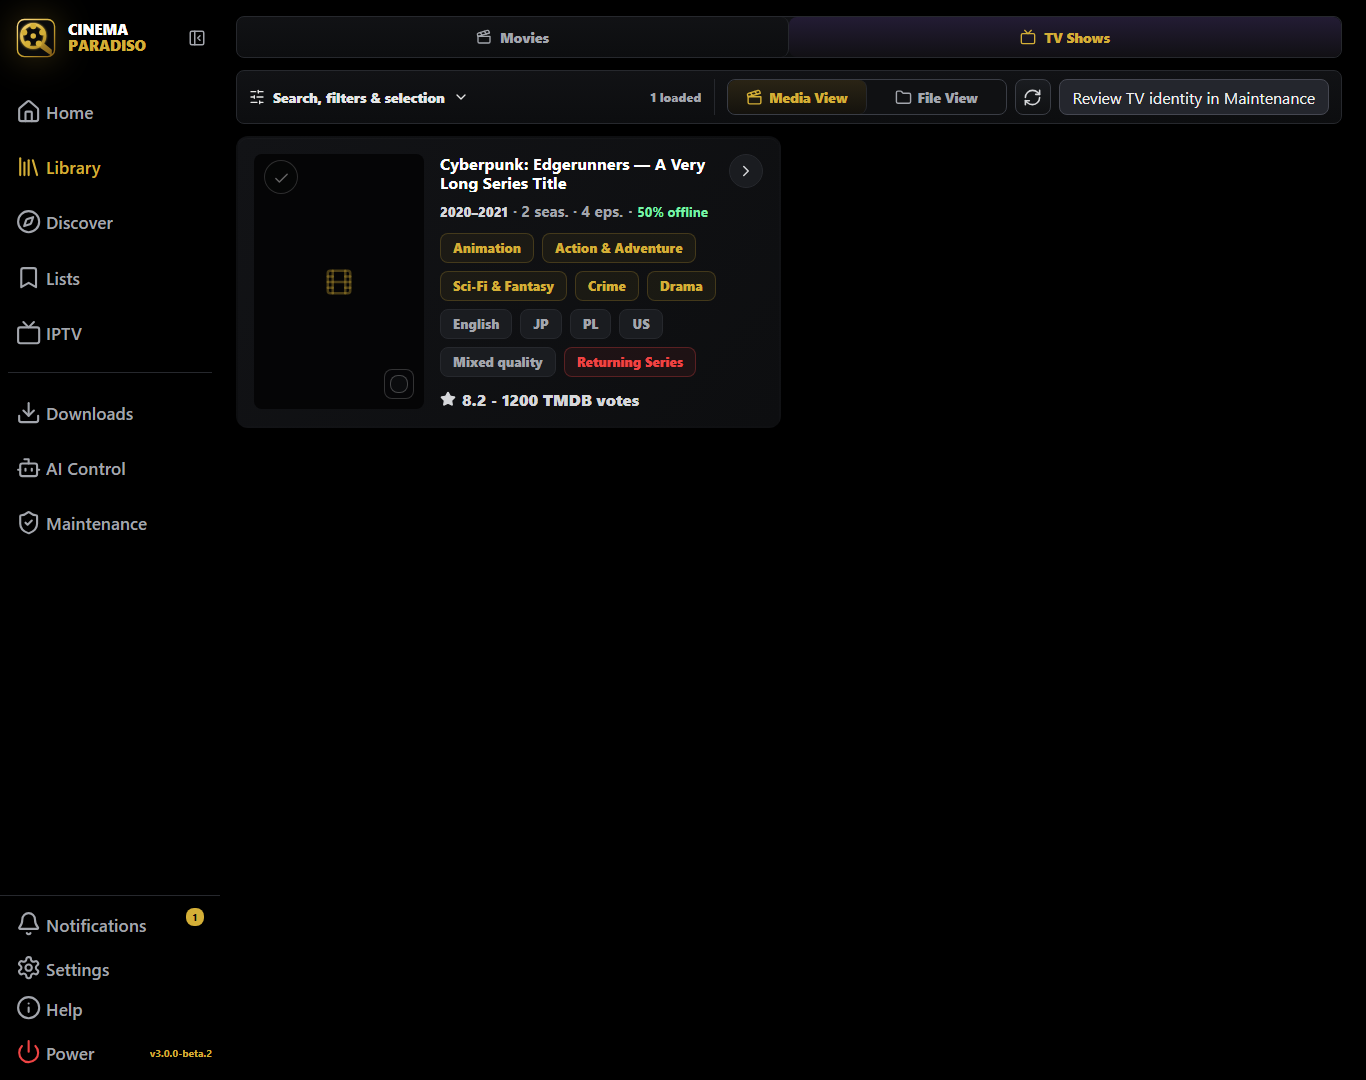 CINEMA
PARADISO
Home
Library
Discover
Lists
IPTV
Downloads
AI Control
Maintenance
Notifications
1
Settings
Help
Power
v3.0.0-beta.2
Movies
TV Shows
Search, filters & selection
1 loaded
Media View
File View
Review TV identity in Maintenance
Cyberpunk: Edgerunners — A Very
Long Series Title
2020–2021 · 2 seas. · 4 eps. · 50% offline
Animation
Action & Adventure
Sci-Fi & Fantasy
Crime
Drama
English
JP
PL
US
Mixed quality
Returning Series
8.2 - 1200 TMDB votes